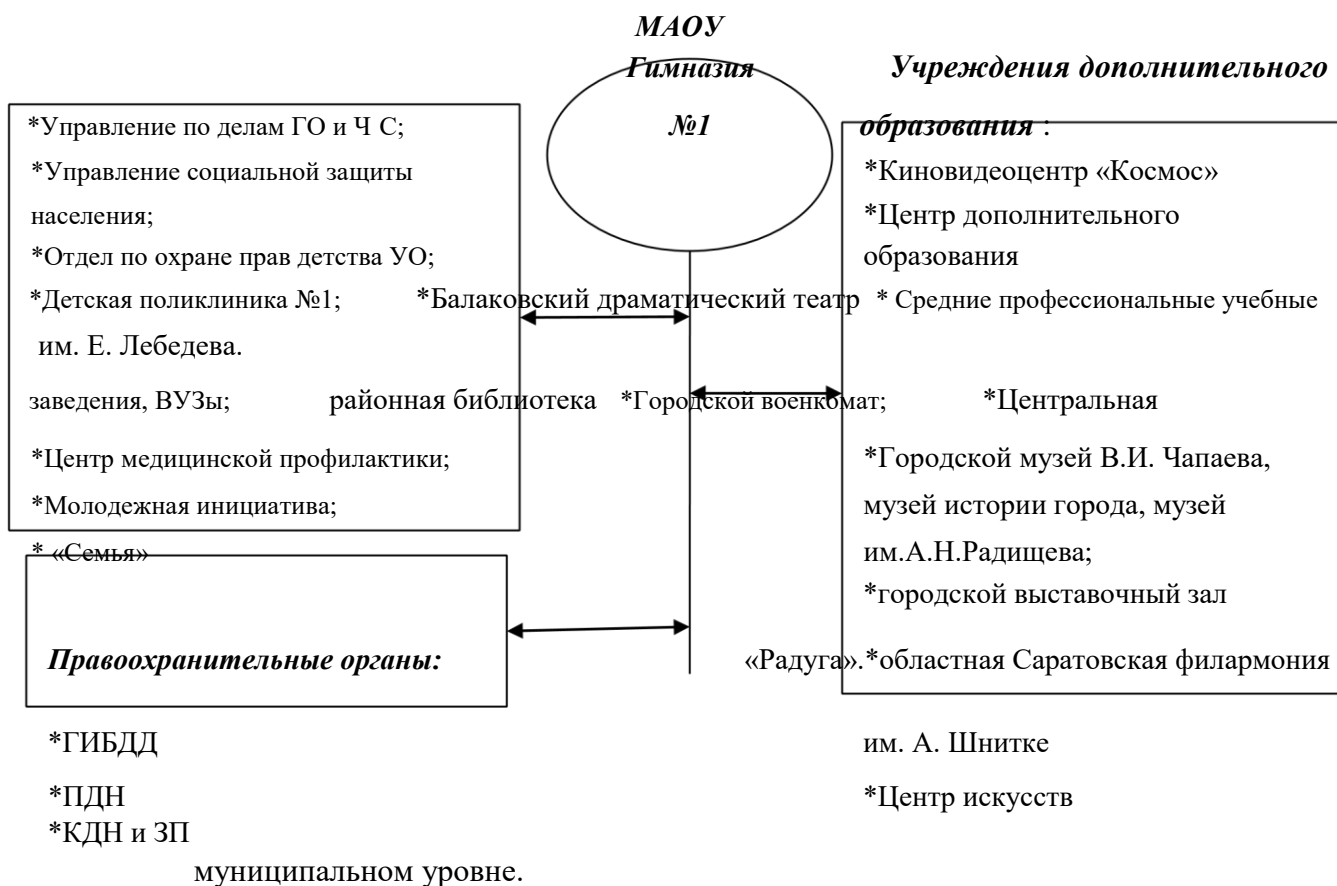 МАОУ
Гимназия Учреждения дополнительного
*Управление по делам ГО и Ч С; №1 образования :
*Управление социальной защиты *Киновидеоцентр «Космос»
населения; *Центр дополнительного
*Отдел по охране прав детства УО; образования
*Детская поликлиника №1; *Балаковский драматический театр * Средние профессиональные учебные
им. Е. Лебедева.
заведения, ВУЗы; районная библиотека *Городской военкомат; *Центральная
*Центр медицинской профилактики; *Городской музей В.И. Чапаева,
*Молодежная инициатива; музей истории города, музей
* «Семья» им.А.Н.Радищева;
*городской выставочный зал
Правоохранительные органы: «Радуга».*областная Саратовская филармония
*ГИБДД им. А. Шнитке
*ПДН *Центр искусств
*КДН и ЗП
муниципальном уровне.